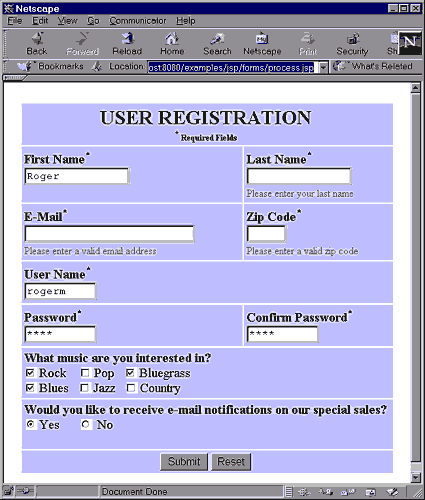 Netscape
File Edit View Go Communicator Help
Back Forward Reload Home Search Netscape Print Security Sh
Bookmarks Location: ost:8080/examples/jsp/forms/process.jsp What's Related
USER REGISTRATION
* Required Fields
First Name* Last Name*
Roger
Please enter your last name
E-Mail* Zip Code*
Please enter a valid email address Please enter a valid zip code
User Name*
rogerm
Password* Confirm Password*
**** ****
What music are you interested in?
Rock Pop Bluegrass
Blues Jazz Country
Would you like to receive e-mail notifications on our special sales?
Yes No
Submit Reset
Document Done